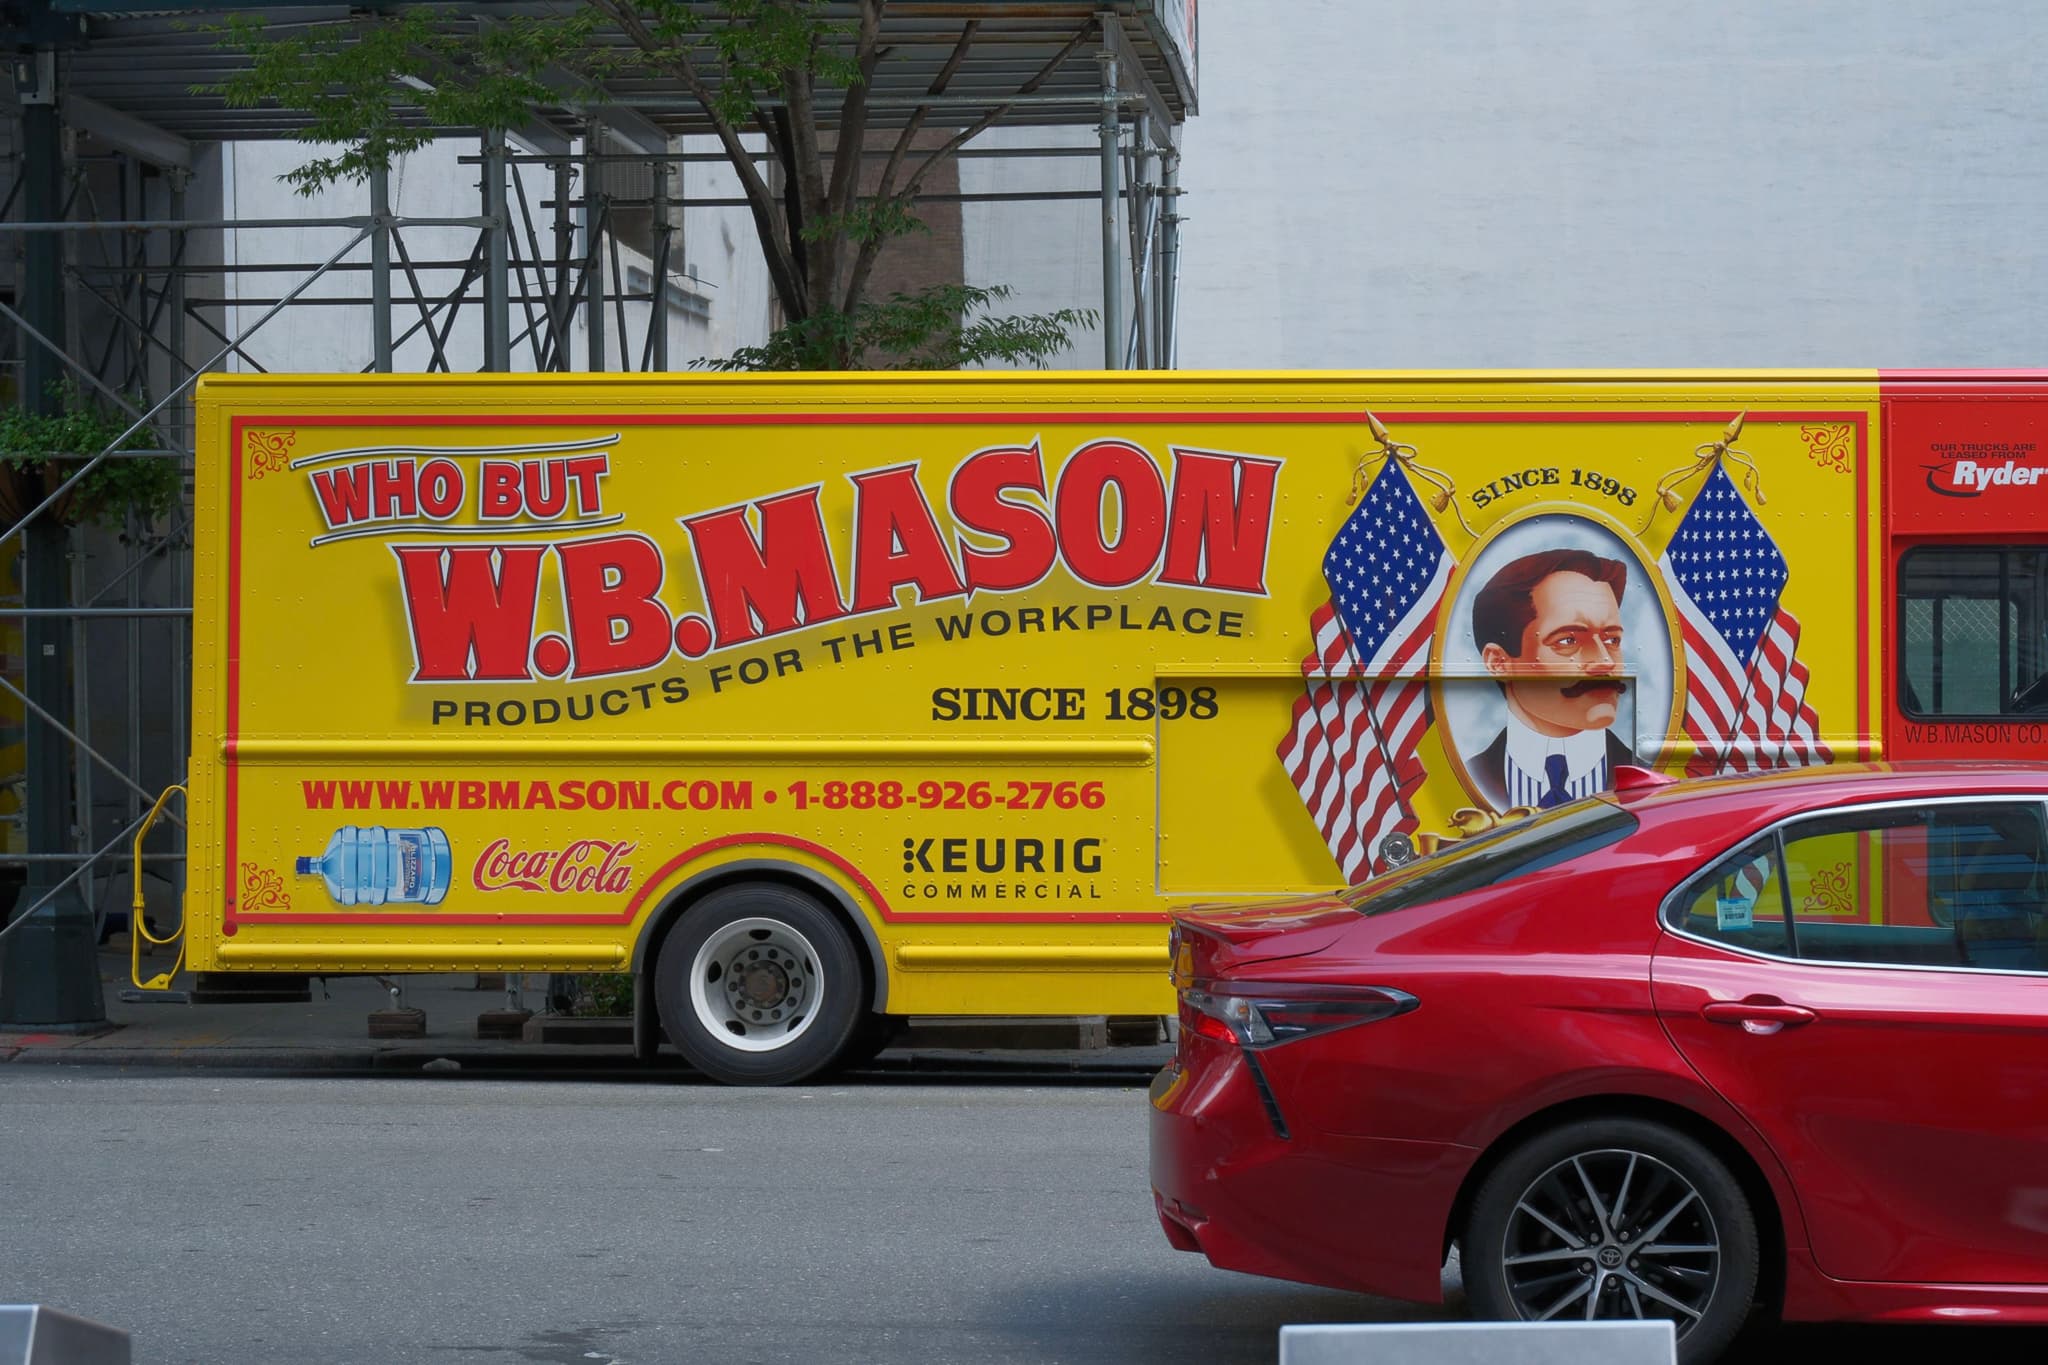 WHO BUT
W.B.MASON
PRODUCTS FOR THE WORKPLACE
SINCE 1898
SINCE 1898
WWW.WBMASON.COM • 1-888-926-2766
Coca-Cola
KEURIG
COMMERCIAL
OUR TRUCKS ARE
LEASED FROM
Ryder
W.B.MASON CO.